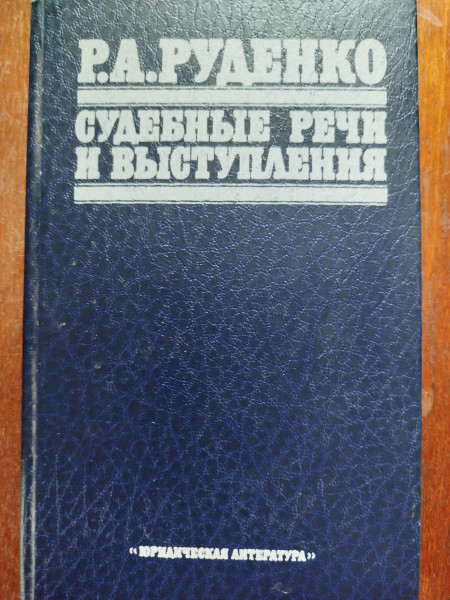 Р.А.РУДЕНКО
СУДЕБНЫЕ РЕЧИ
И ВЫСТУПЛЕНИЯ
«ЮРИДИЧЕСКАЯ ЛИТЕРАТУРА»